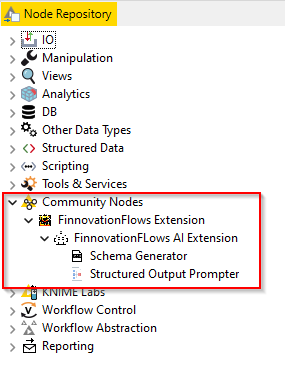 Node Repository
IO
Manipulation
Views
Analytics
DB
Other Data Types
Structured Data
Scripting
Tools & Services
Community Nodes
FinnovationFlows Extension
FinnovationFLows AI Extension
Schema Generator
Structured Output Prompter
KNIME Labs
Workflow Control
Workflow Abstraction
Reporting